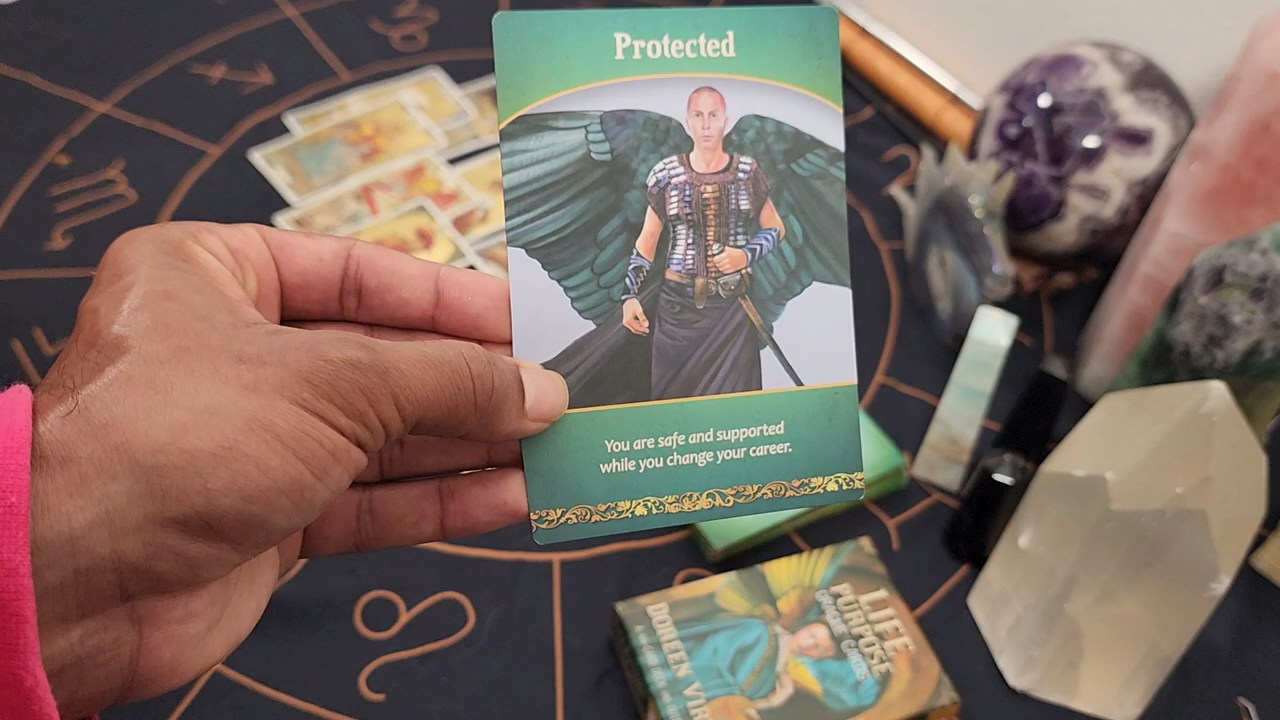 Protected
You are safe and supported
while you change your career.
LIFE
PURPOSE
ORACLE CARDS
DOREEN VIR